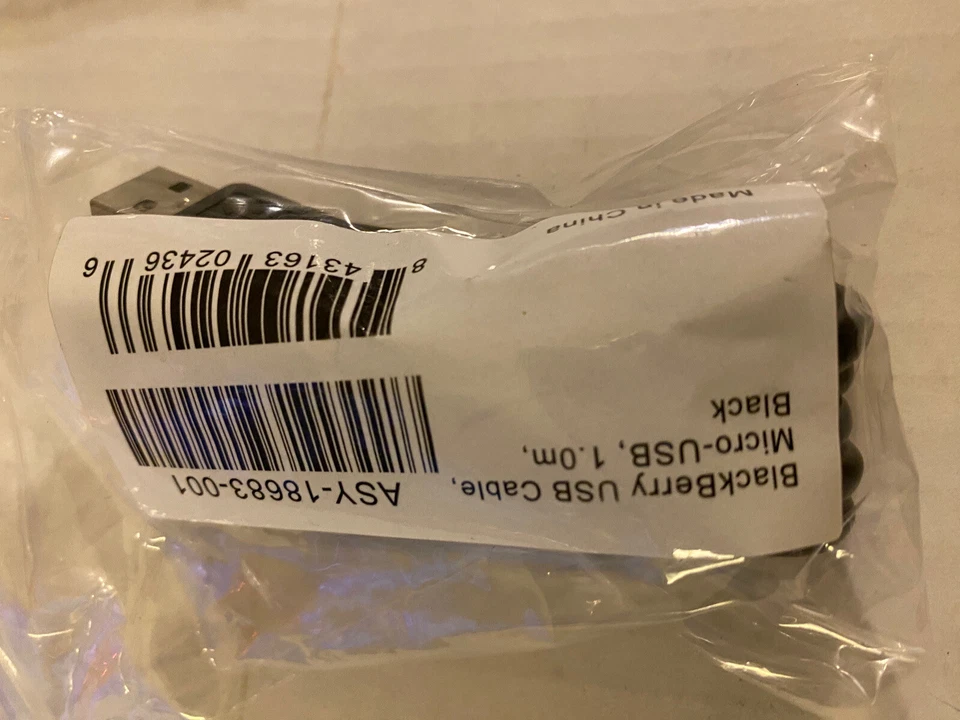 BlackBerry USB Cable,
Micro-USB, 1.0m,
Black
Made in China
ASY-18683-001
8 43163 02436 6